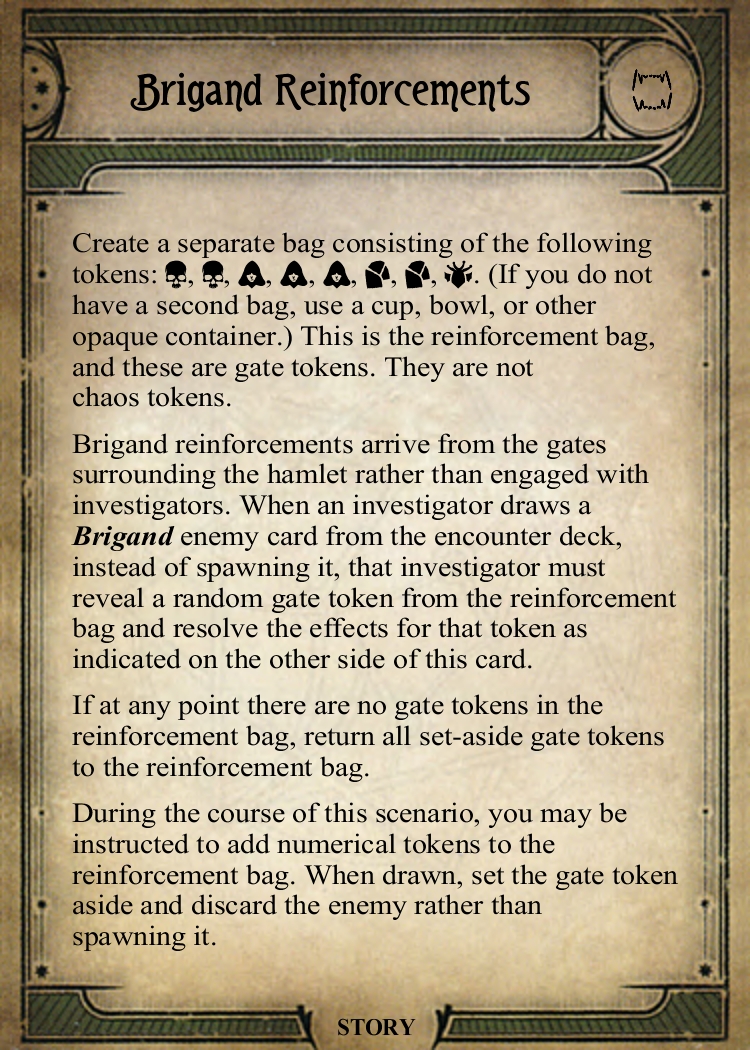 Brigand Reinforcements
Create a separate bag consisting of the following
tokens: 💀, 💀, , , , , , . (If you do not
have a second bag, use a cup, bowl, or other
opaque container.) This is the reinforcement bag,
and these are gate tokens. They are not
chaos tokens.
Brigand reinforcements arrive from the gates
surrounding the hamlet rather than engaged with
investigators. When an investigator draws a
Brigand enemy card from the encounter deck,
instead of spawning it, that investigator must
reveal a random gate token from the reinforcement
bag and resolve the effects for that token as
indicated on the other side of this card.
If at any point there are no gate tokens in the
reinforcement bag, return all set-aside gate tokens
to the reinforcement bag.
During the course of this scenario, you may be
instructed to add numerical tokens to the
reinforcement bag. When drawn, set the gate token
aside and discard the enemy rather than
spawning it.
STORY